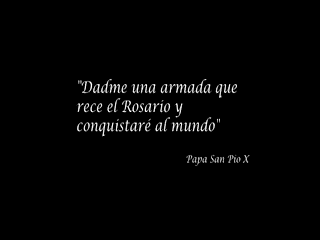 "Dadme una armada que
rece el Rosario y
conquistaré al mundo"
Papa San Pio X